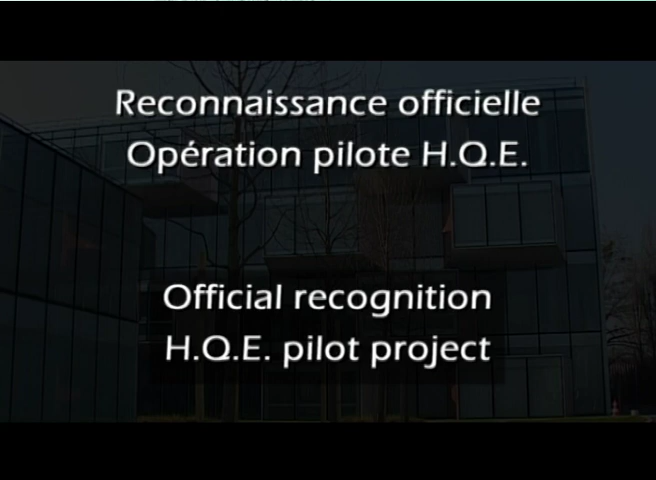 Reconnaissance officielle
Opération pilote H.Q.E.
Official recognition
H.Q.E. pilot project